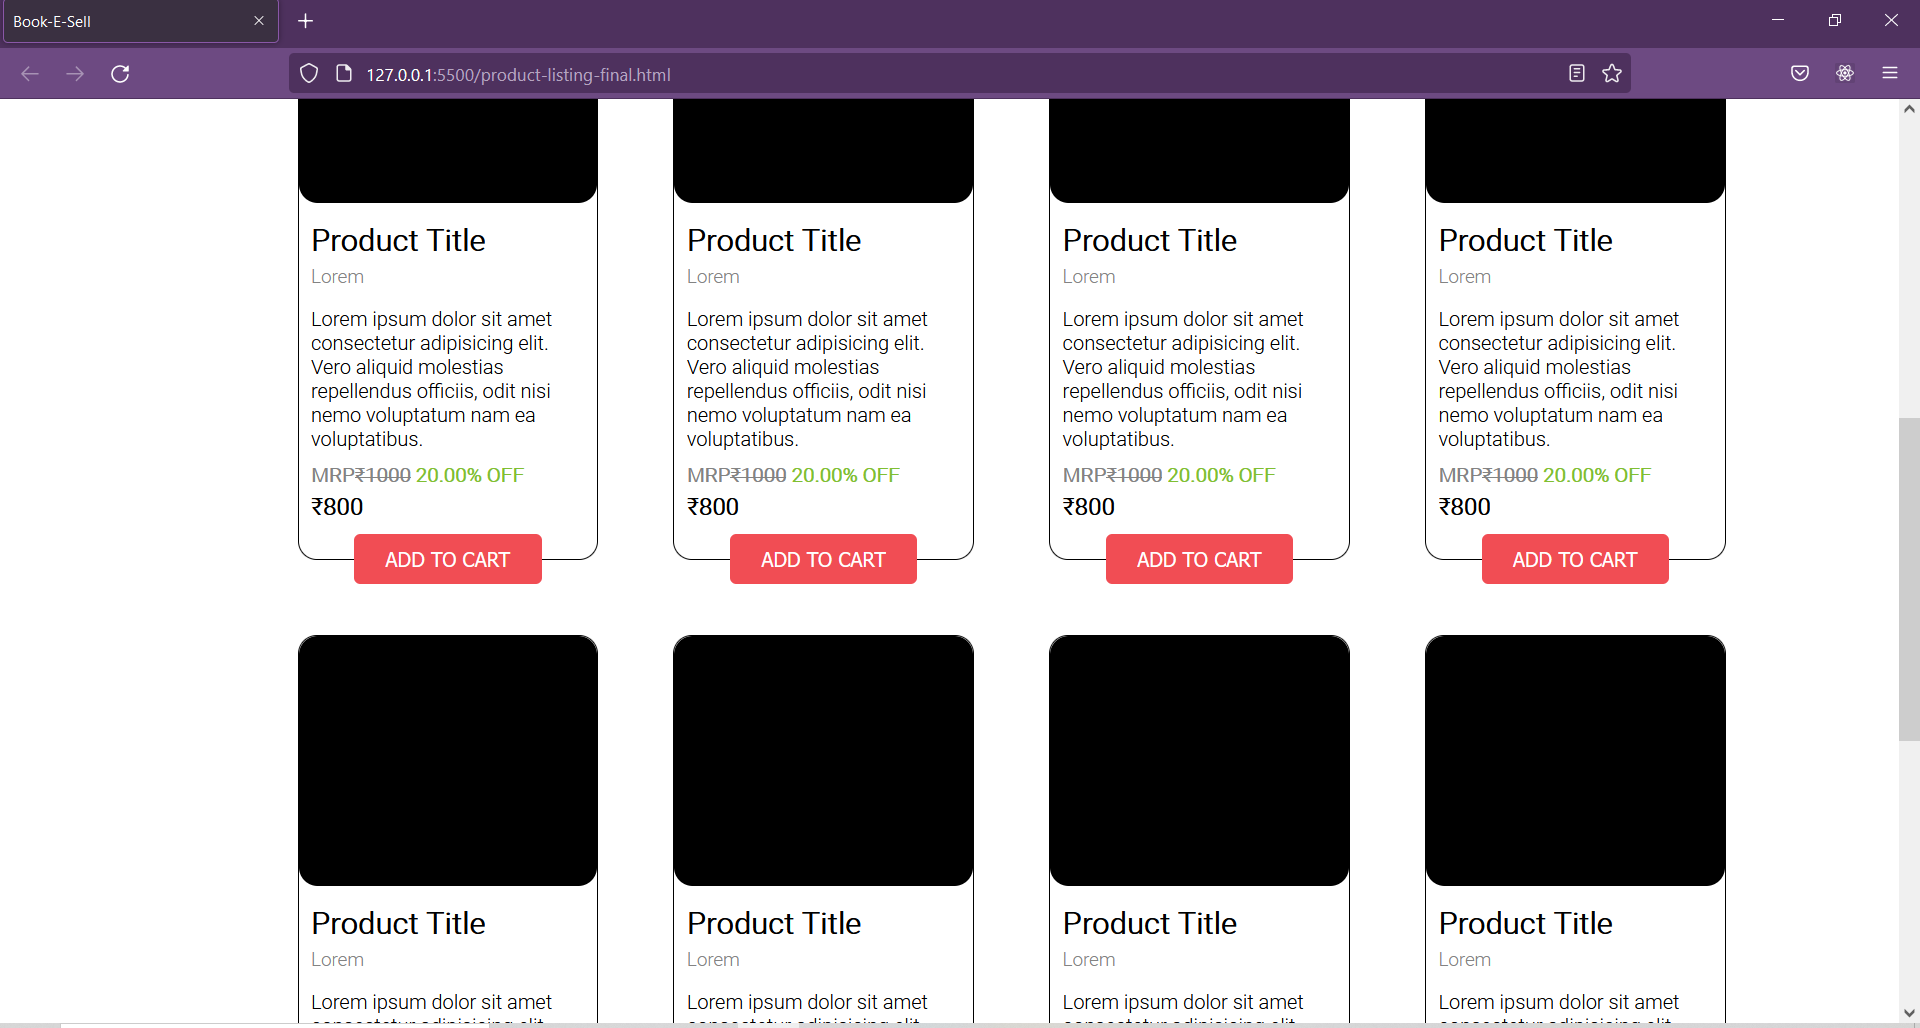 Book-E-Sell
127.0.0.1:5500/product-listing-final.html
Product Title
Lorem
Lorem ipsum dolor sit amet
consectetur adipisicing elit.
Vero aliquid molestias
repellendus officiis, odit nisi
nemo voluptatum nam ea
voluptatibus.
MRP₹1000 20.00% OFF
₹800
ADD TO CART
Product Title
Lorem
Lorem ipsum dolor sit amet
consectetur adipisicing elit.
Vero aliquid molestias
repellendus officiis, odit nisi
nemo voluptatum nam ea
voluptatibus.
MRP₹1000 20.00% OFF
₹800
ADD TO CART
Product Title
Lorem
Lorem ipsum dolor sit amet
consectetur adipisicing elit.
Vero aliquid molestias
repellendus officiis, odit nisi
nemo voluptatum nam ea
voluptatibus.
MRP₹1000 20.00% OFF
₹800
ADD TO CART
Product Title
Lorem
Lorem ipsum dolor sit amet
consectetur adipisicing elit.
Vero aliquid molestias
repellendus officiis, odit nisi
nemo voluptatum nam ea
voluptatibus.
MRP₹1000 20.00% OFF
₹800
ADD TO CART
Product Title
Lorem
Lorem ipsum dolor sit amet
Product Title
Lorem
Lorem ipsum dolor sit amet
Product Title
Lorem
Lorem ipsum dolor sit amet
Product Title
Lorem
Lorem ipsum dolor sit amet